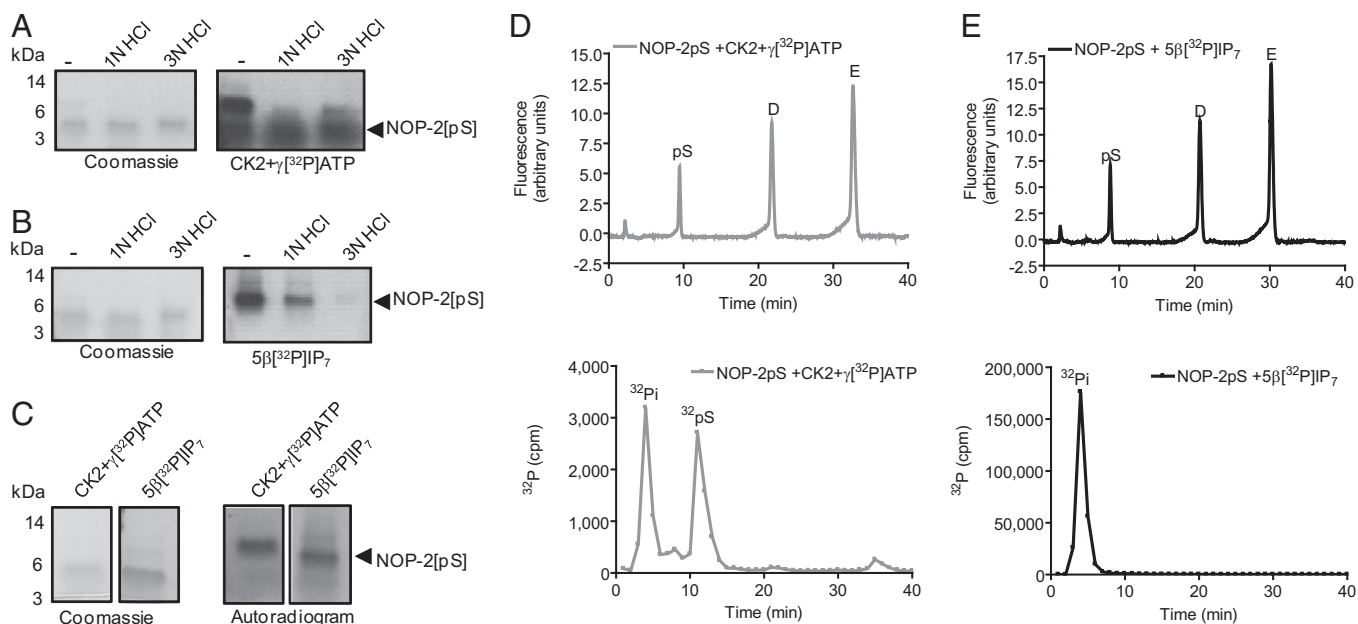 A
kDa
-
1N HCl
3N HCl
-
1N HCl
3N HCl
14
6
3
NOP-2[pS]
Coomassie
CK2+γ[³²P]ATP
B
kDa
-
1N HCl
3N HCl
-
1N HCl
3N HCl
14
6
3
NOP-2[pS]
Coomassie
5β[³²P]IP₇
C
kDa
CK2+γ[³²P]ATP
5β[³²P]IP₇
CK2+γ[³²P]ATP
5β[³²P]IP₇
14
6
3
NOP-2[pS]
Coomassie
Autoradiogram
D
NOP-2pS +CK2+γ[³²P]ATP
15.0
12.5
10.0
7.5
5.0
2.5
0.0
-2.5
Fluorescence
(arbitrary units)
pS
D
E
0
10
20
30
40
Time (min)
NOP-2pS +CK2+γ[³²P]ATP
4,000
3,000
2,000
1,000
0
³²P (cpm)
³²Pi
³²pS
0
10
20
30
40
Time (min)
E
NOP-2pS + 5β[³²P]IP₇
17.5
15.0
12.5
10.0
7.5
5.0
2.5
0.0
-2.5
Fluorescence
(arbitrary units)
pS
D
E
0
10
20
30
40
Time (min)
NOP-2pS +5β[³²P]IP₇
200,000
150,000
100,000
50,000
0
³²P (cpm)
³²Pi
0
10
20
30
40
Time (min)